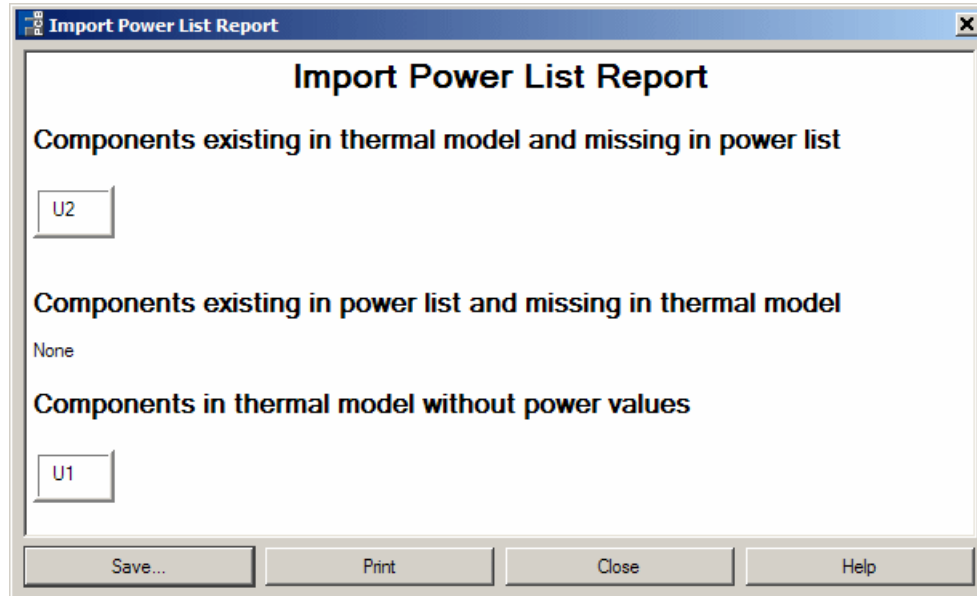 PCB
Import Power List Report
Import Power List Report
Components existing in thermal model and missing in power list
U2
Components existing in power list and missing in thermal model
None
Components in thermal model without power values
U1
Save... Print Close Help